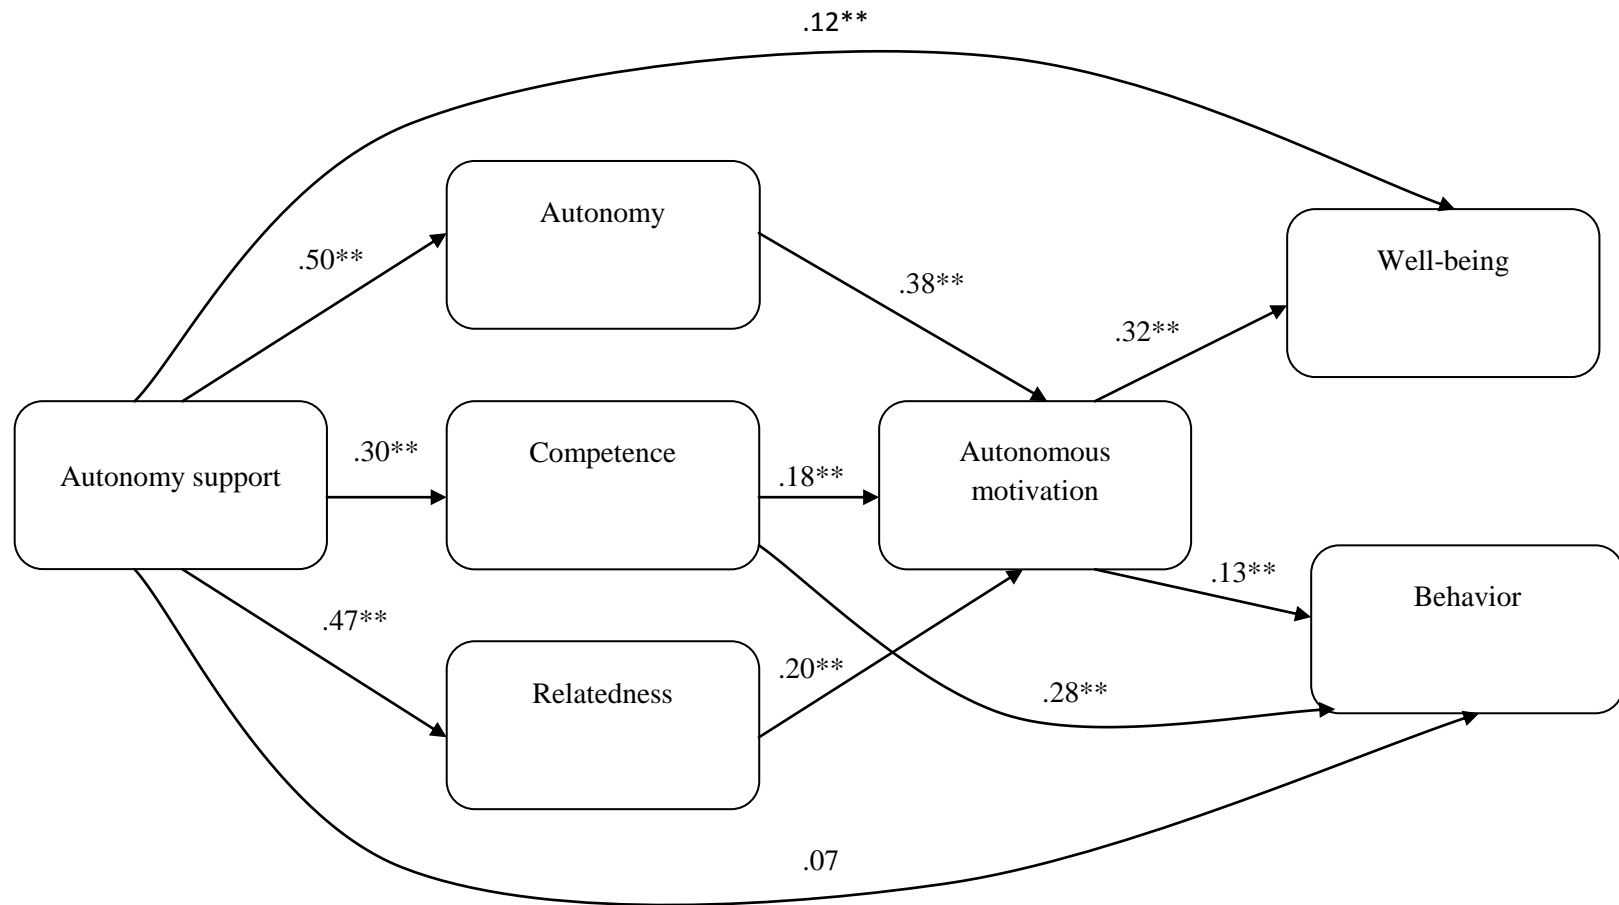 .12**
Autonomy
.50**
.38**
Well-being
.32**
Autonomy support
.30**
Competence
.18**
Autonomous
motivation
.47**
.13**
Behavior
Relatedness
.20**
.28**
.07